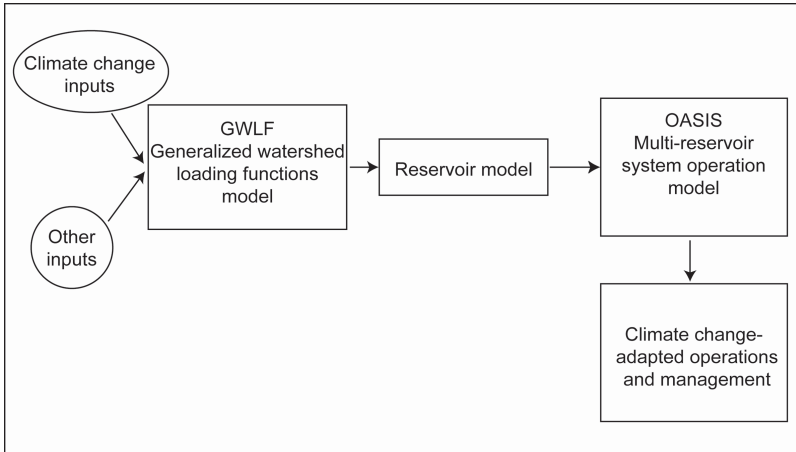 Climate change
inputs
Other
inputs
GWLF
Generalized watershed
loading functions
model
Reservoir model
OASIS
Multi-reservoir
system operation
model
Climate change-
adapted operations
and management